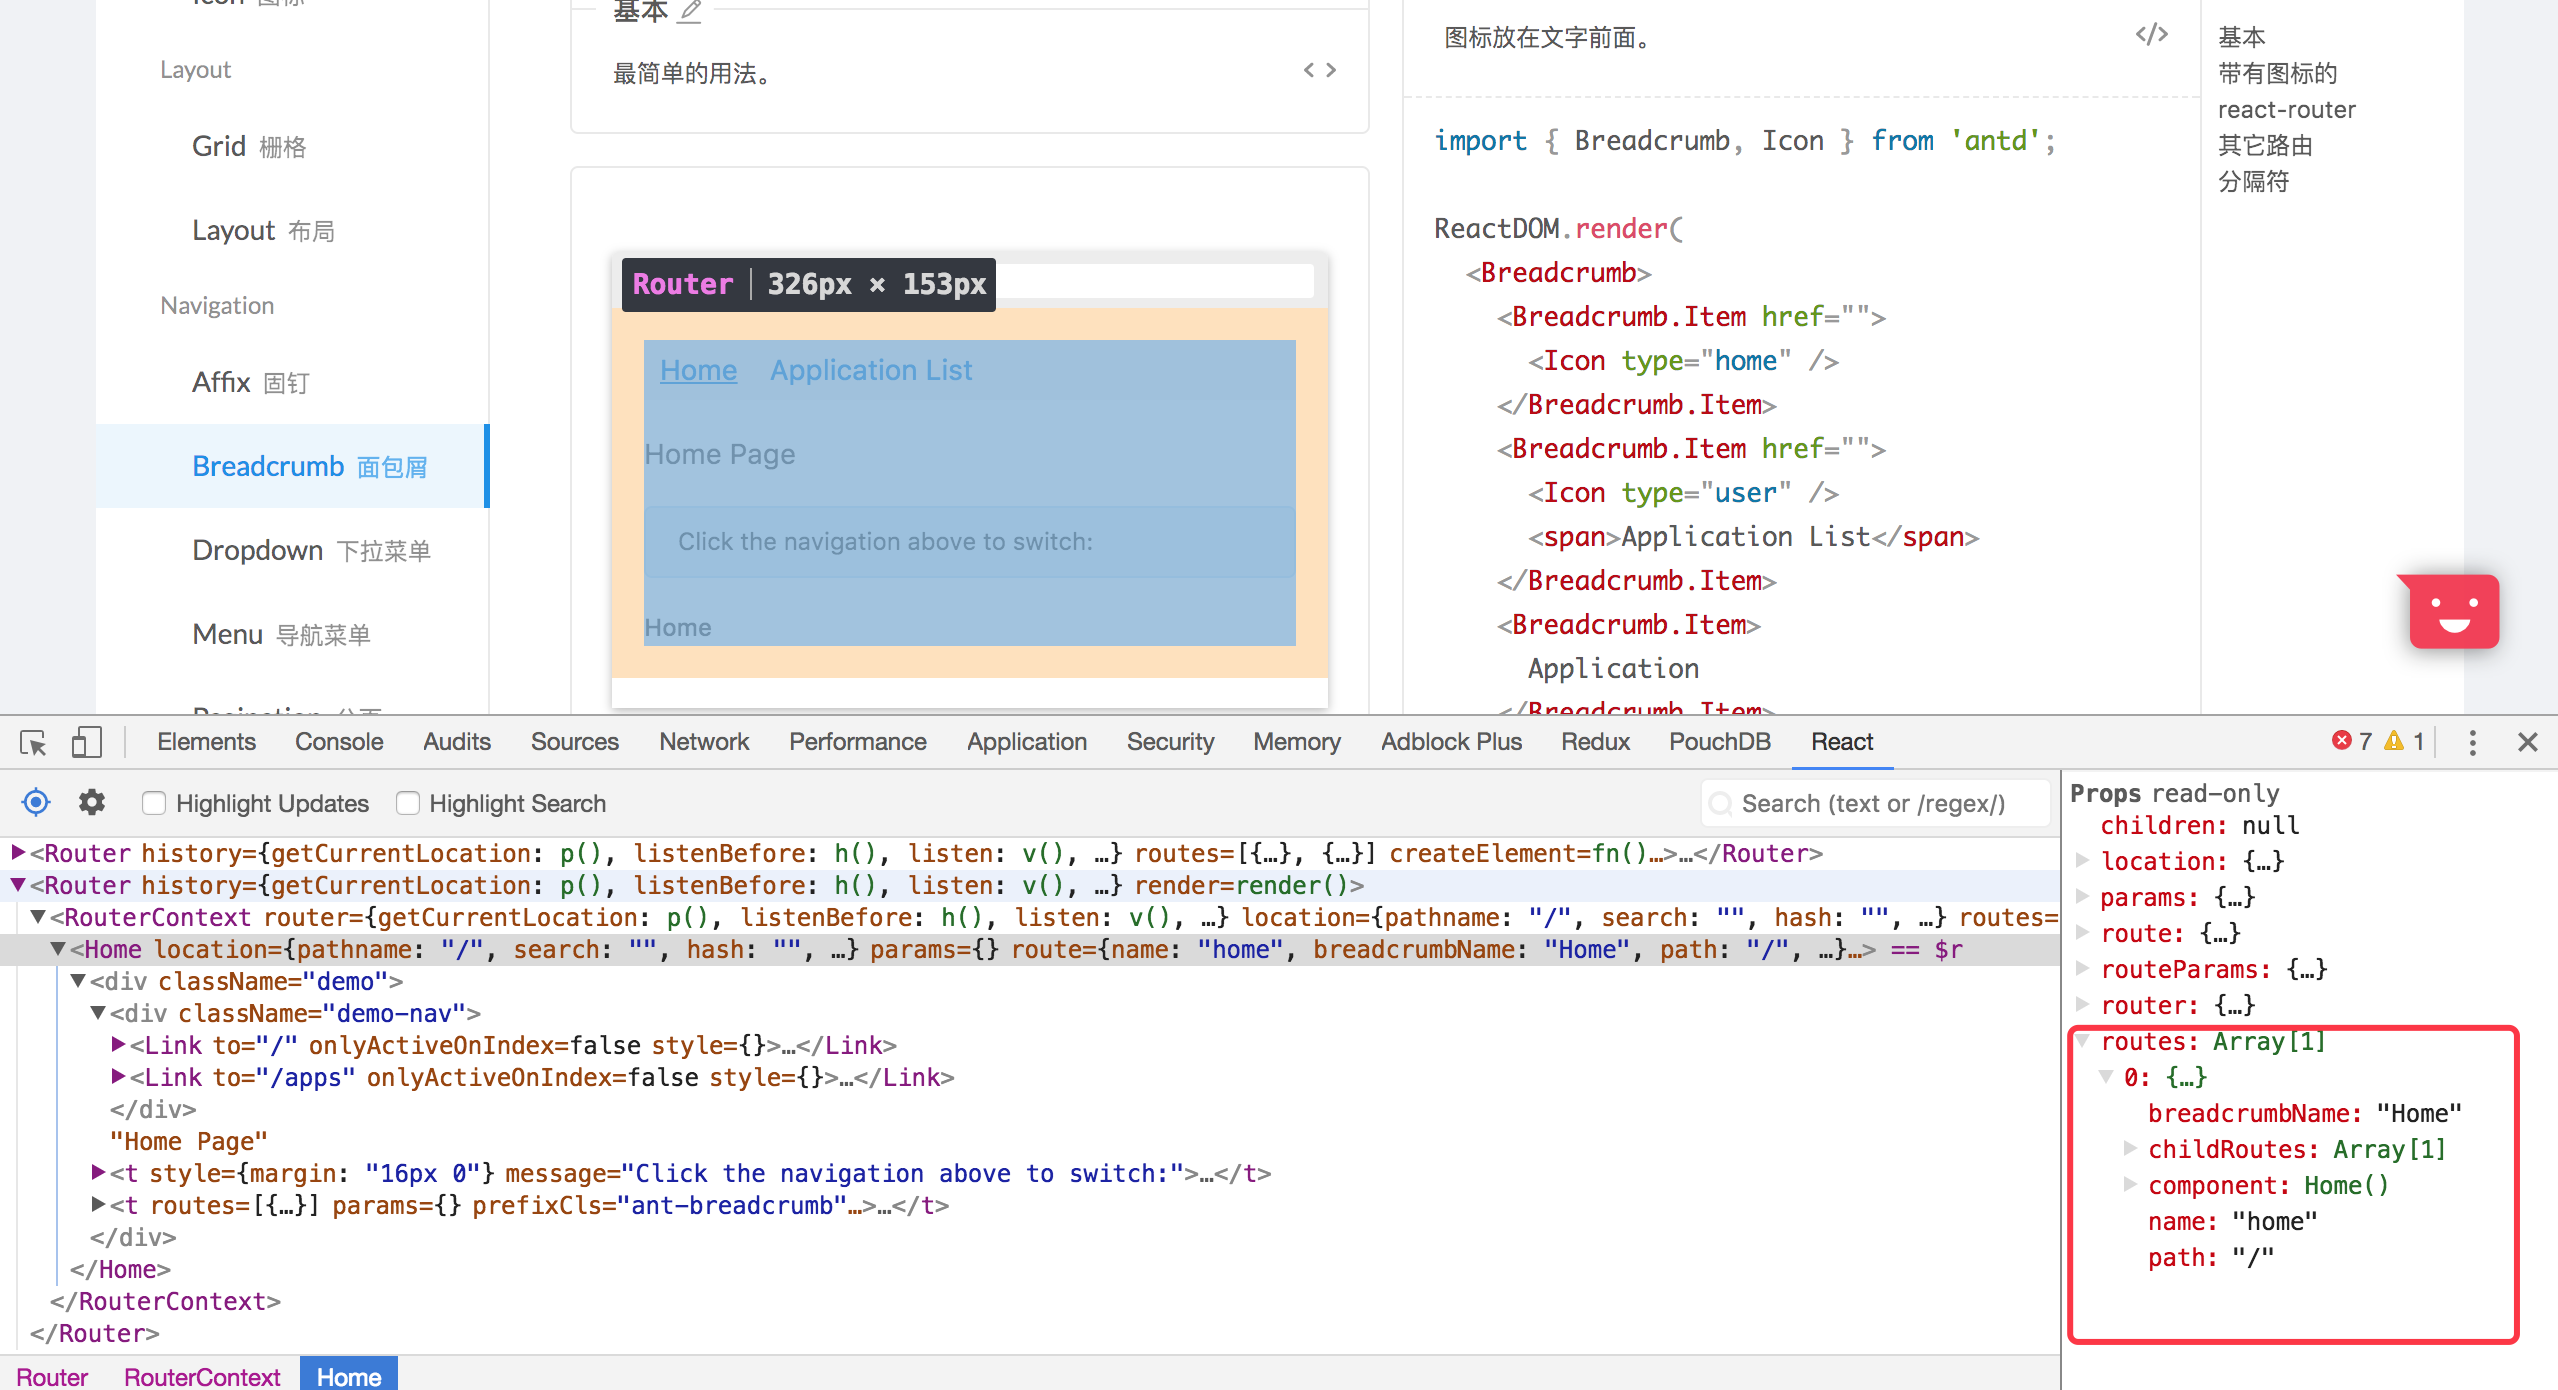 Icon 图标
Layout
Grid 栅格
Layout 布局
Navigation
Affix 固钉
Breadcrumb 面包屑
Dropdown 下拉菜单
Menu 导航菜单
基本
最简单的用法。
< >
Router | 326px × 153px
Home Application List
Home Page
Click the navigation above to switch:
Home
图标放在文字前面。
</>
import { Breadcrumb, Icon } from 'antd';
ReactDOM.render(
<Breadcrumb>
<Breadcrumb.Item href="">
<Icon type="home" />
</Breadcrumb.Item>
<Breadcrumb.Item href="">
<Icon type="user" />
<span>Application List</span>
</Breadcrumb.Item>
<Breadcrumb.Item>
Application
</Breadcrumb.Item>
基本
带有图标的
react-router
其它路由
分隔符
Elements Console Audits Sources Network Performance Application Security Memory Adblock Plus Redux PouchDB React 7 1
Highlight Updates Highlight Search Search (text or /regex/)
<Router history={getCurrentLocation: p(), listenBefore: h(), listen: v(), …} routes=[{…}, {…}] createElement=fn()…>…</Router>
<Router history={getCurrentLocation: p(), listenBefore: h(), listen: v(), …} render=render()>
<RouterContext router={getCurrentLocation: p(), listenBefore: h(), listen: v(), …} location={pathname: "/", search: "", hash: "", …} routes=
<Home location={pathname: "/", search: "", hash: "", …} params={} route={name: "home", breadcrumbName: "Home", path: "/", …}…> == $r
<div className="demo">
<div className="demo-nav">
<Link to="/" onlyActiveOnIndex=false style={}>…</Link>
<Link to="/apps" onlyActiveOnIndex=false style={}>…</Link>
</div>
"Home Page"
<t style={margin: "16px 0"} message="Click the navigation above to switch:">…</t>
<t routes=[{…}] params={} prefixCls="ant-breadcrumb"…>…</t>
</div>
</Home>
</RouterContext>
</Router>
Router RouterContext Home
Props read-only
children: null
location: {…}
params: {…}
route: {…}
routeParams: {…}
router: {…}
routes: Array[1]
0: {…}
breadcrumbName: "Home"
childRoutes: Array[1]
component: Home()
name: "home"
path: "/"